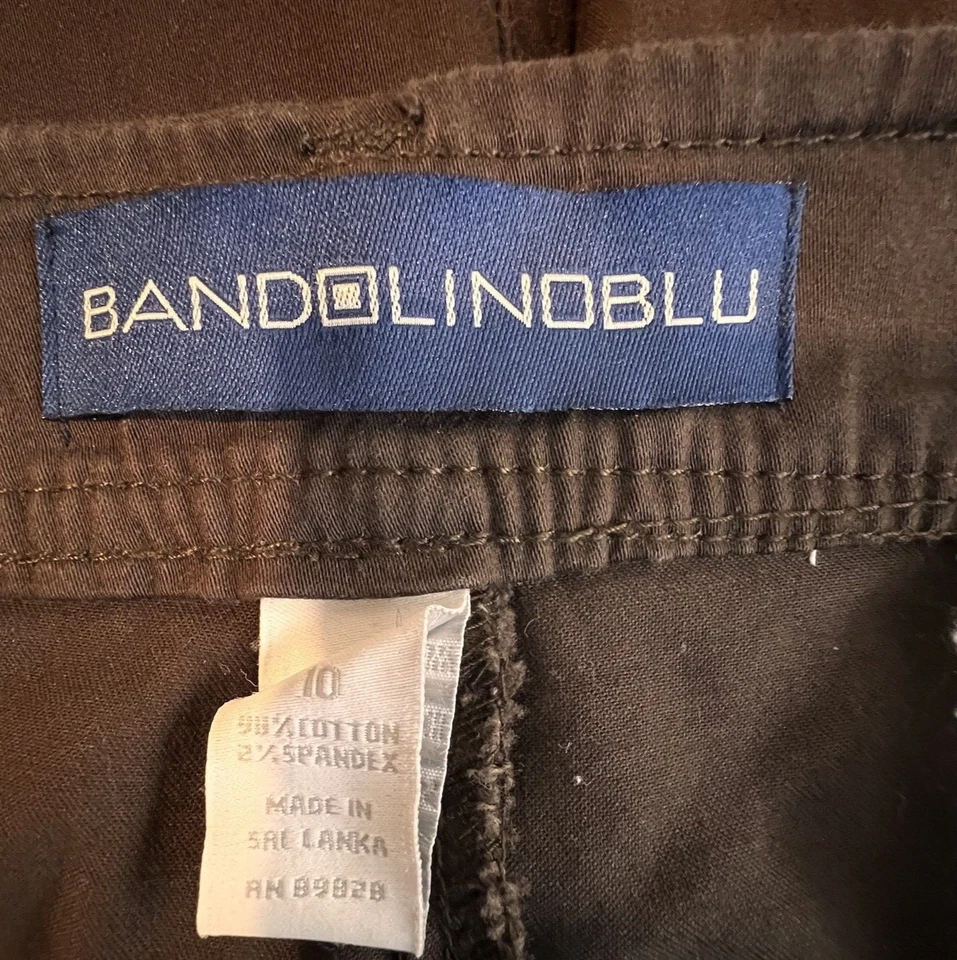 BANDOLINOBLU
10
98% COTTON
2% SPANDEX
MADE IN
SRI LANKA
RN 89828